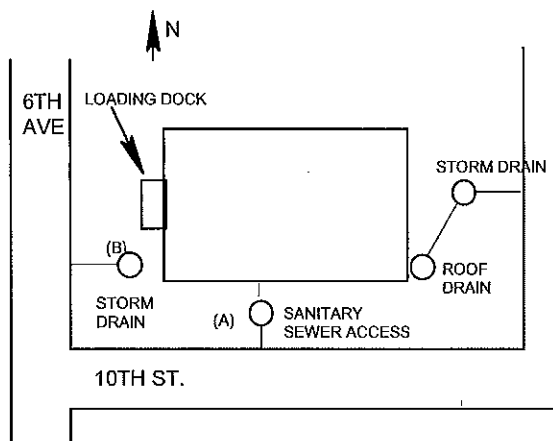 N
6TH
AVE
LOADING DOCK
STORM DRAIN
(B)
ROOF
DRAIN
STORM
DRAIN
(A)
SANITARY
SEWER ACCESS
10TH ST.